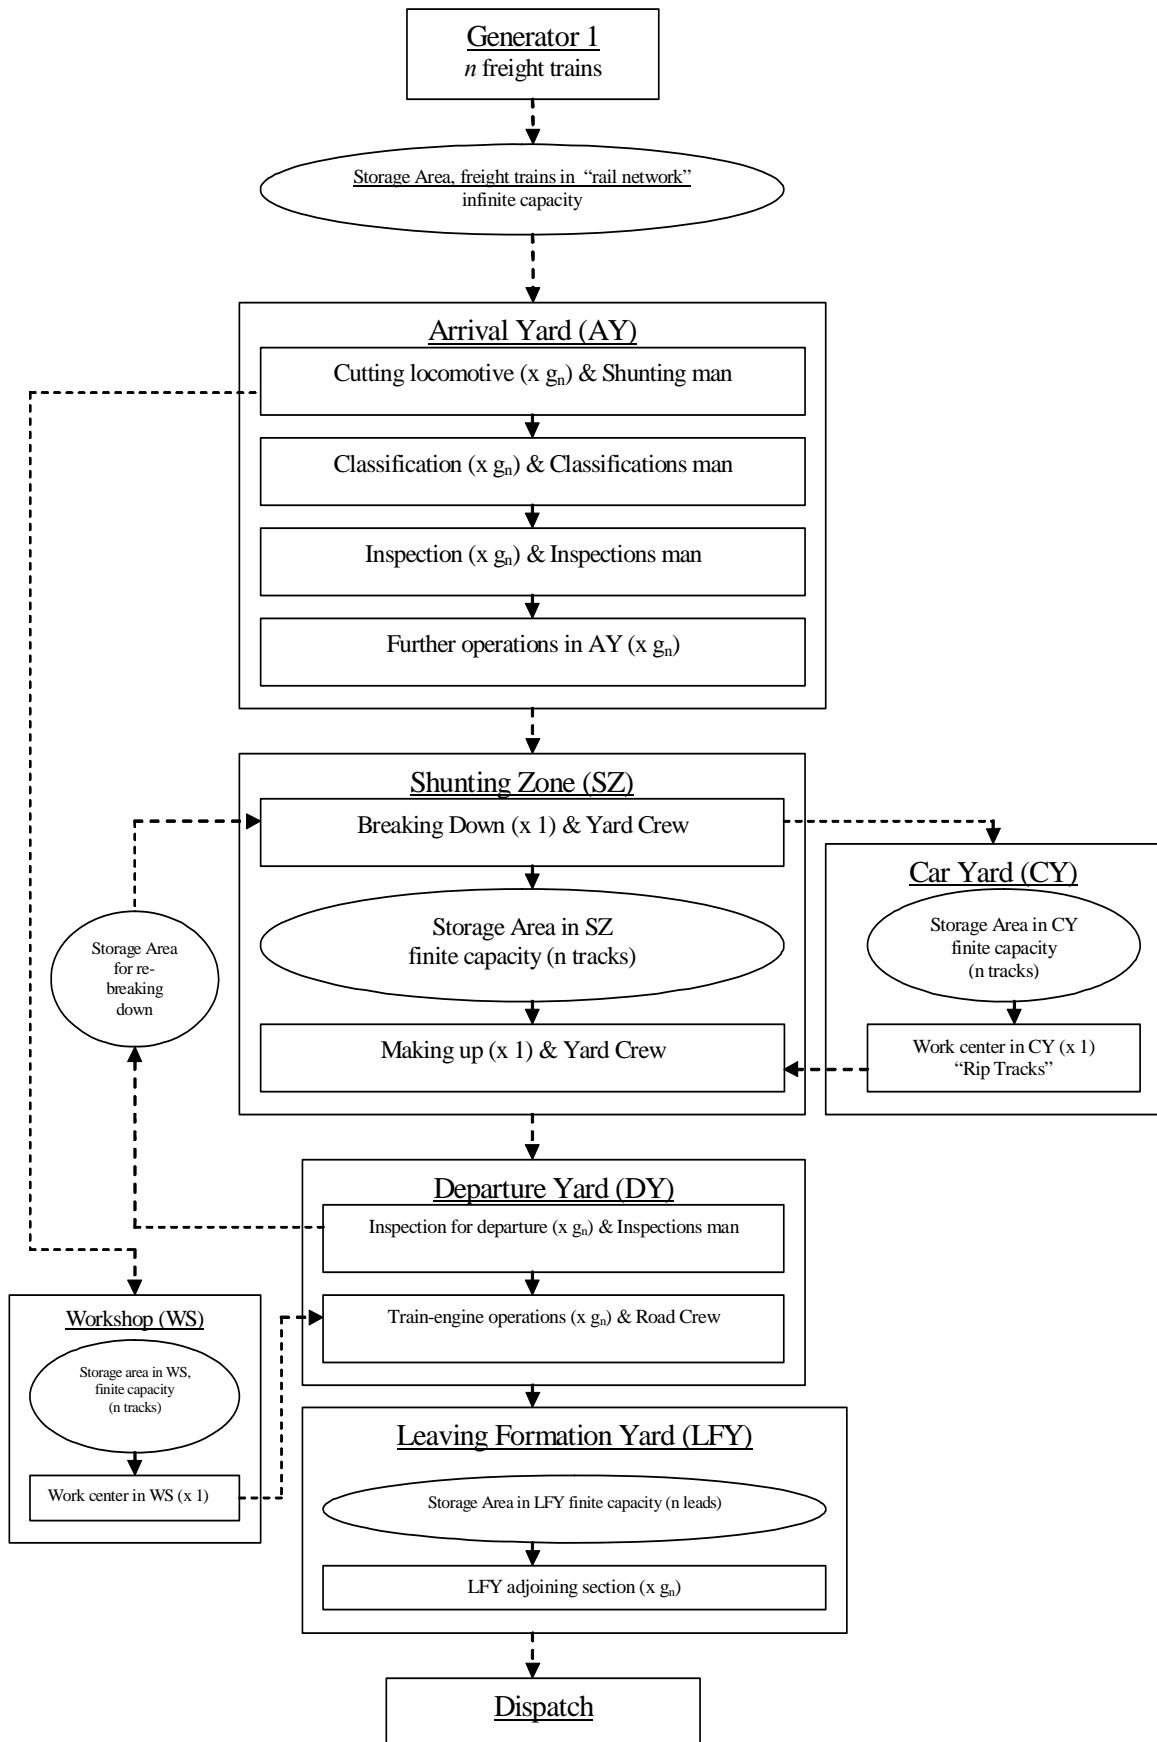 Generator 1
n freight trains
Storage Area, freight trains in “rail network”
infinite capacity
Arrival Yard (AY)
Cutting locomotive (x gn) & Shunting man
Classification (x gn) & Classifications man
Inspection (x gn) & Inspections man
Further operations in AY (x gn)
Shunting Zone (SZ)
Breaking Down (x 1) & Yard Crew
Storage Area in SZ
finite capacity (n tracks)
Making up (x 1) & Yard Crew
Car Yard (CY)
Storage Area in CY
finite capacity
(n tracks)
Work center in CY (x 1)
“Rip Tracks”
Storage Area
for re-
breaking
down
Departure Yard (DY)
Inspection for departure (x gn) & Inspections man
Train-engine operations (x gn) & Road Crew
Workshop (WS)
Storage area in WS,
finite capacity
(n tracks)
Work center in WS (x 1)
Leaving Formation Yard (LFY)
Storage Area in LFY finite capacity (n leads)
LFY adjoining section (x gn)
Dispatch